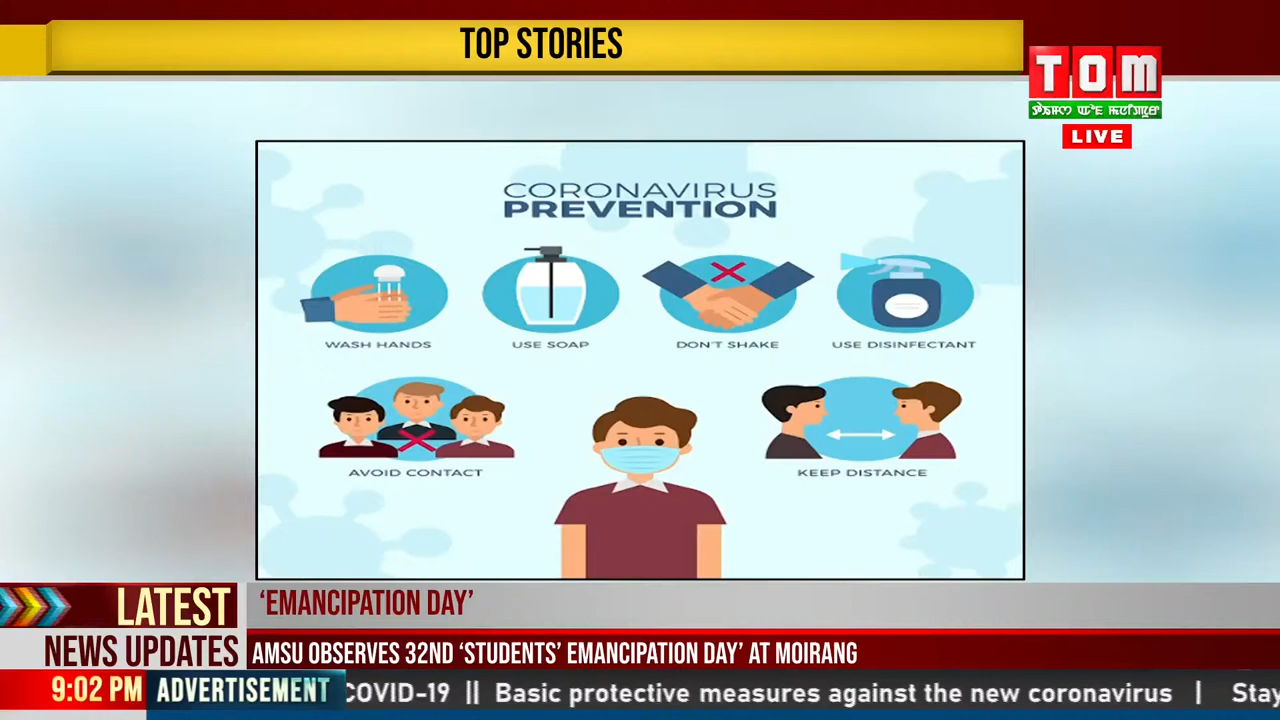 TOP STORIES
TOM
LIVE
CORONAVIRUS
PREVENTION
WASH HANDS
USE SOAP
DON'T SHAKE
USE DISINFECTANT
AVOID CONTACT
KEEP DISTANCE
LATEST
NEWS UPDATES
‘EMANCIPATION DAY’
AMSU OBSERVES 32ND ‘STUDENTS’ EMANCIPATION DAY’ AT MOIRANG
9:02 PM
ADVERTISEMENT
COVID-19 || Basic protective measures against the new coronavirus | Stay